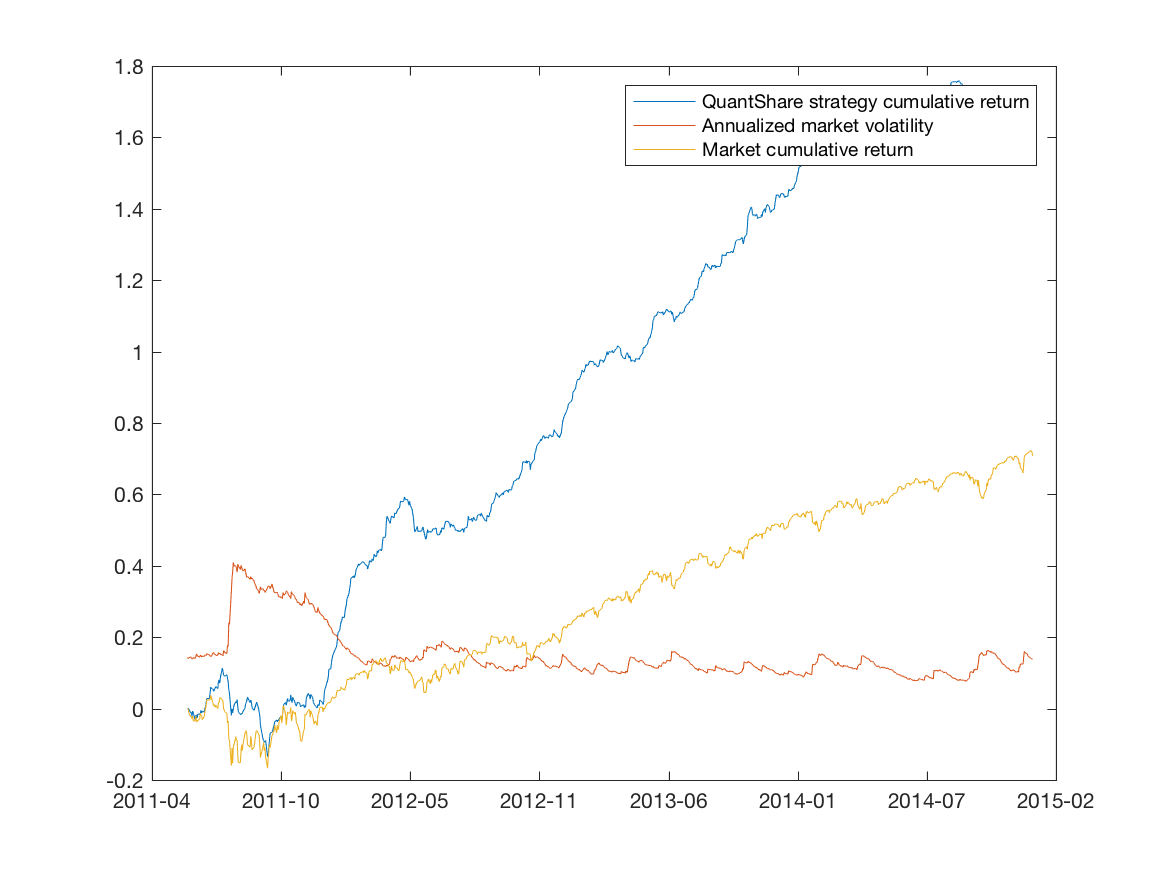 1.8
QuantShare strategy cumulative return
Annualized market volatility
Market cumulative return
1.6
1.4
1.2
1
0.8
0.6
0.4
0.2
0
-0.2
2011-04 2011-10 2012-05 2012-11 2013-06 2014-01 2014-07 2015-02